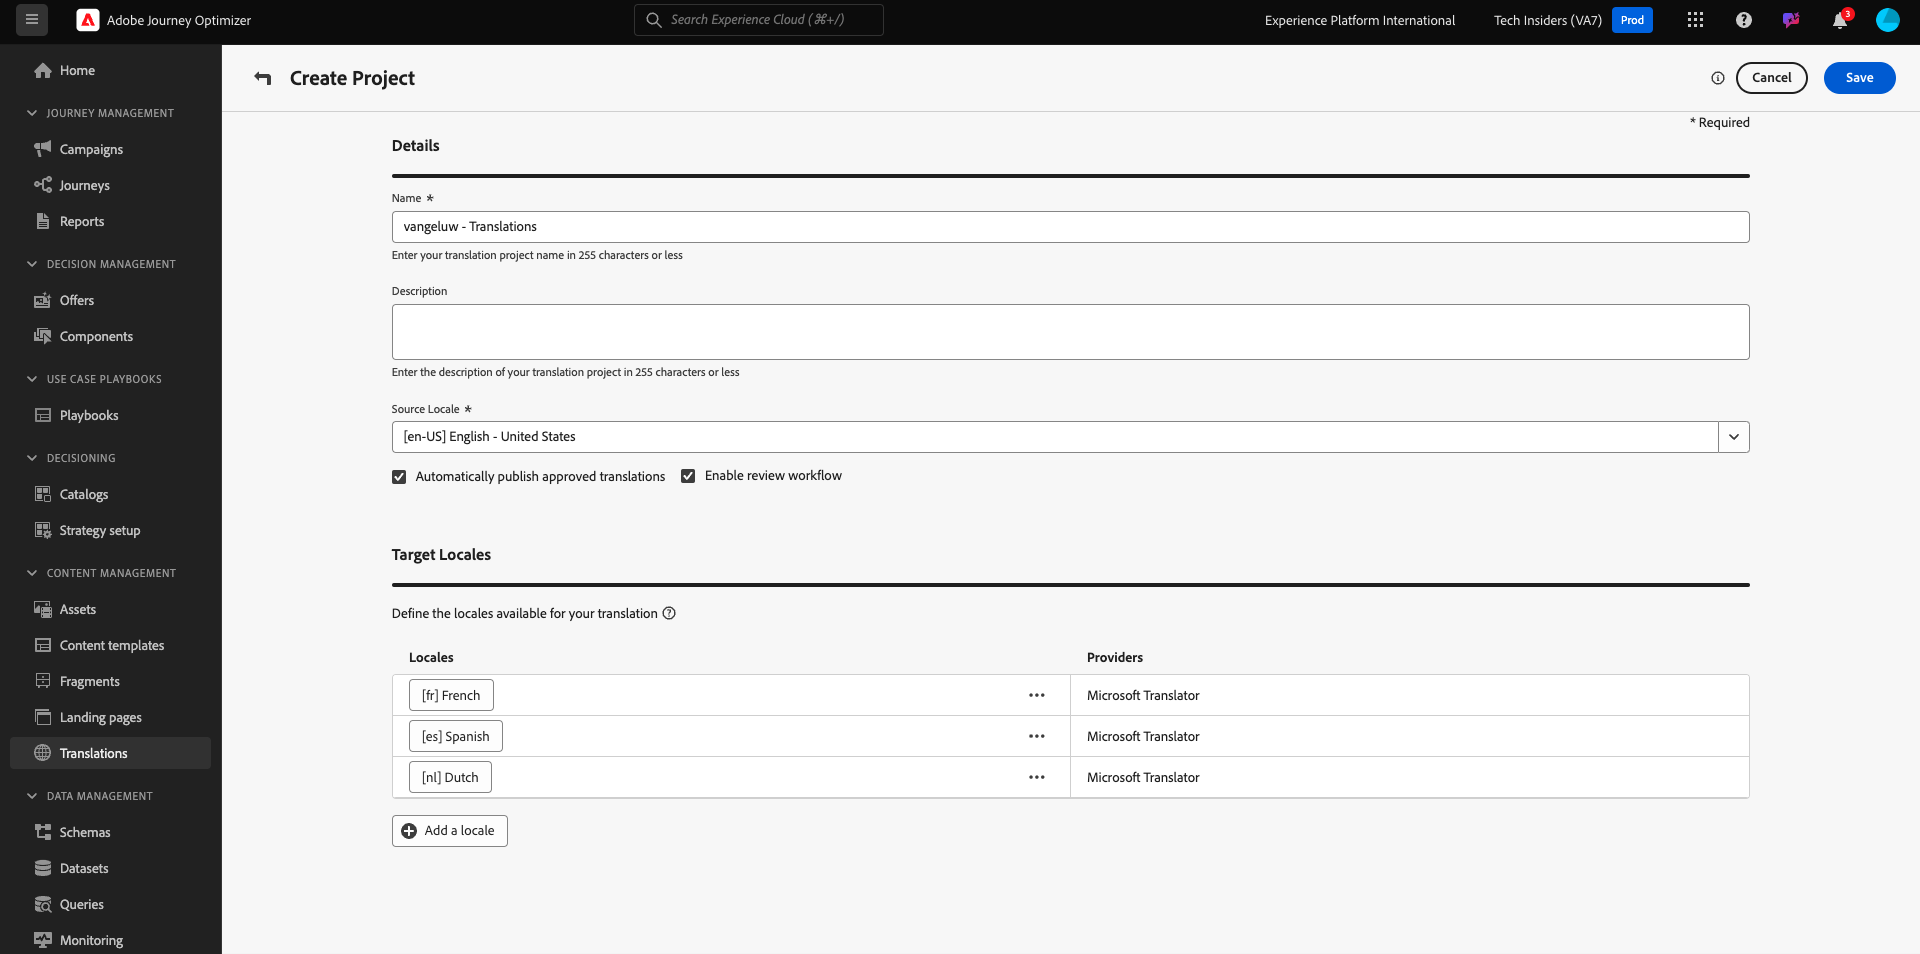 Adobe Journey Optimizer
Search Experience Cloud (⌘+/)
Experience Platform International
Tech Insiders (VA7)
Prod
3
Home
JOURNEY MANAGEMENT
Campaigns
Journeys
Reports
DECISION MANAGEMENT
Offers
Components
USE CASE PLAYBOOKS
Playbooks
DECISIONING
Catalogs
Strategy setup
CONTENT MANAGEMENT
Assets
Content templates
Fragments
Landing pages
Translations
DATA MANAGEMENT
Schemas
Datasets
Queries
Monitoring
Create Project
Cancel
Save
* Required
Details
Name *
vangeluw - Translations
Enter your translation project name in 255 characters or less
Description
Enter the description of your translation project in 255 characters or less
Source Locale *
[en-US] English - United States
Automatically publish approved translations
Enable review workflow
Target Locales
Define the locales available for your translation
Locales
Providers
[fr] French
Microsoft Translator
[es] Spanish
Microsoft Translator
[nl] Dutch
Microsoft Translator
Add a locale